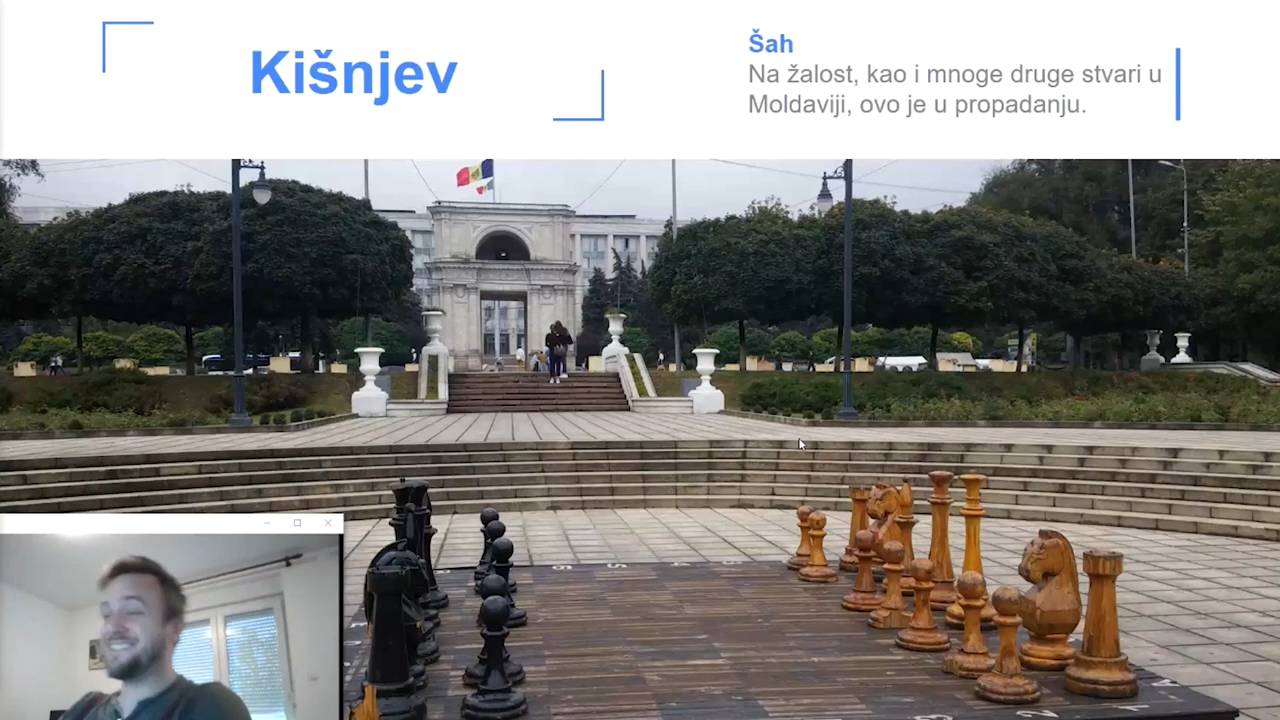 Kišnjev
Šah
Na žalost, kao i mnoge druge stvari u
Moldaviji, ovo je u propadanju.